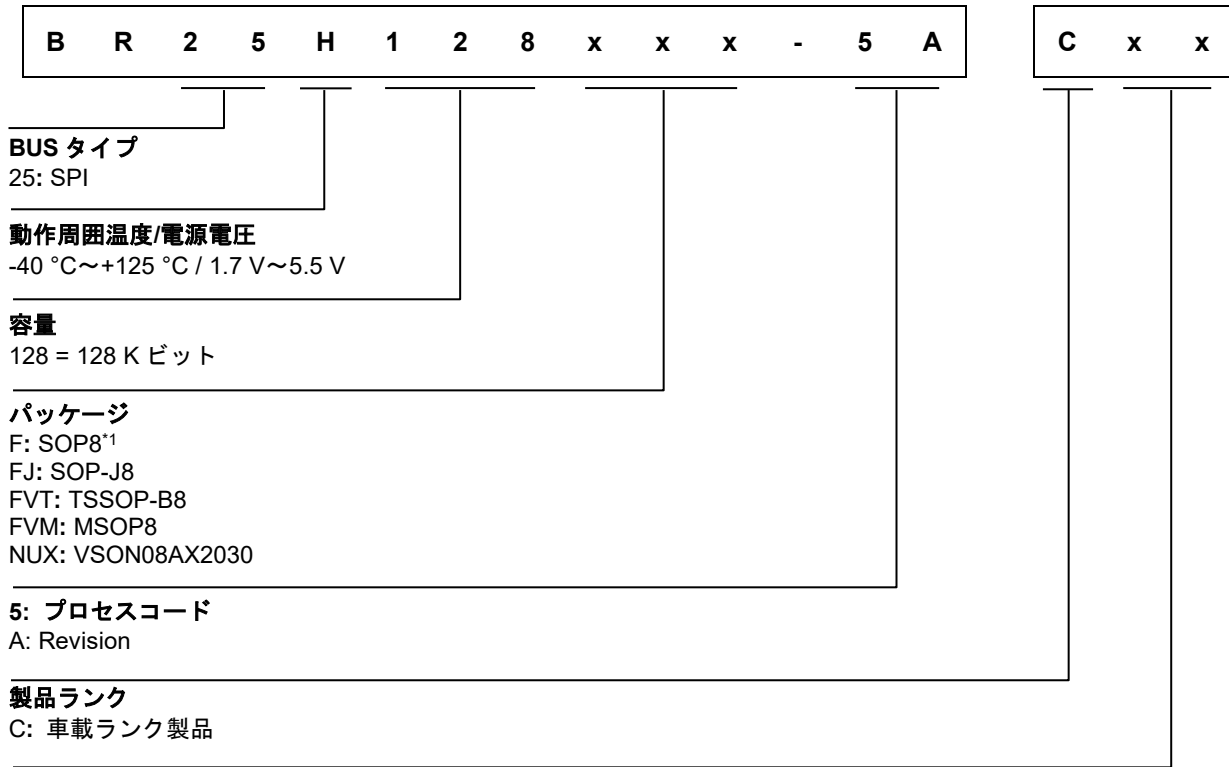 B R 2 5 H 1 2 8 x x x - 5 A C x x
BUS タイプ
25: SPI
動作周囲温度/電源電圧
-40 °C～+125 °C / 1.7 V～5.5 V
容量
128 = 128 K ビット
パッケージ
F: SOP8*1
FJ: SOP-J8
FVT: TSSOP-B8
FVM: MSOP8
NUX: VSON08AX2030
5: プロセスコード
A: Revision
製品ランク
C: 車載ランク製品